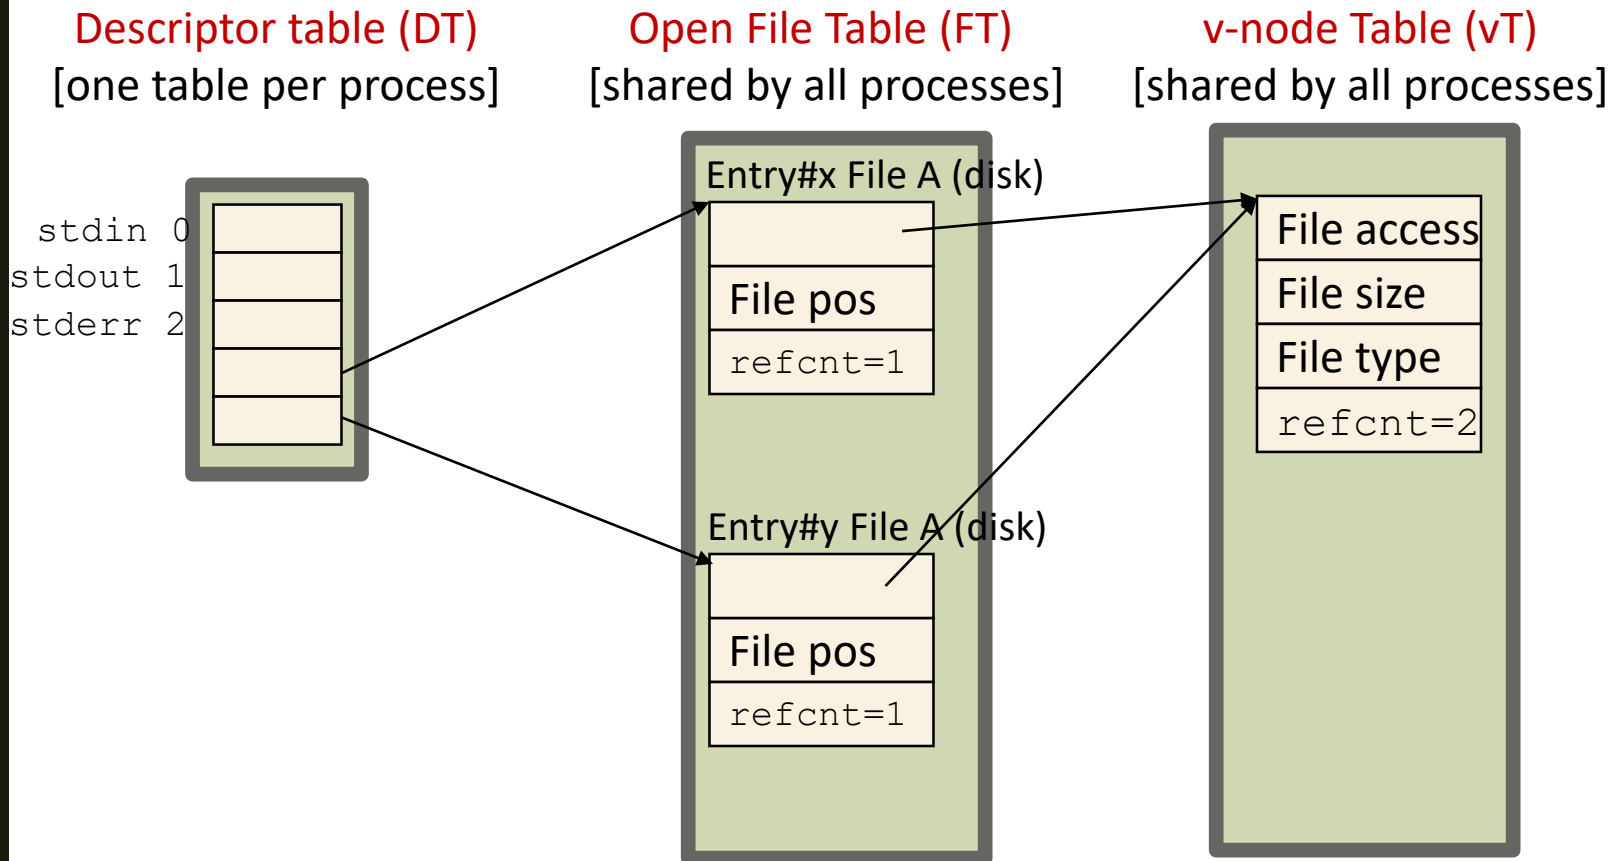 Descriptor table (DT)
[one table per process]
Open File Table (FT)
[shared by all processes]
v-node Table (vT)
[shared by all processes]
stdin 0
stdout 1
stderr 2
Entry#x File A (disk)
File pos
refcnt=1
Entry#y File A (disk)
File pos
refcnt=1
File access
File size
File type
refcnt=2